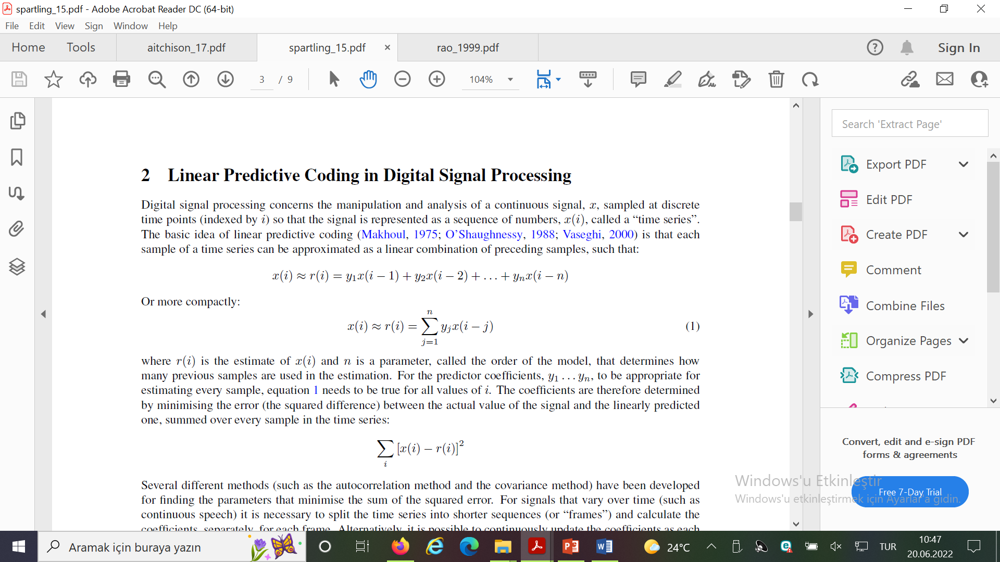 spartling_15.pdf - Adobe Acrobat Reader DC (64-bit)
File Edit View Sign Window Help
Home Tools aitchison_17.pdf spartling_15.pdf × rao_1999.pdf Sign In
3 / 9 104%
Search 'Extract Page'
Export PDF
Edit PDF
Create PDF
Comment
Combine Files
Organize Pages
Compress PDF
Convert, edit and e-sign PDF
forms & agreements
Free 7-Day Trial
2 Linear Predictive Coding in Digital Signal Processing
Digital signal processing concerns the manipulation and analysis of a continuous signal, x, sampled at discrete
time points (indexed by i) so that the signal is represented as a sequence of numbers, x(i), called a “time series”.
The basic idea of linear predictive coding (Makhoul, 1975; O’Shaughnessy, 1988; Vaseghi, 2000) is that each
sample of a time series can be approximated as a linear combination of preceding samples, such that:
x(i) ≈ r(i) = y₁x(i − 1) + y₂x(i − 2) + . . . + yₙx(i − n)
Or more compactly:
x(i) ≈ r(i) = ∑ⁿⱼ₌₁ yⱼx(i − j) (1)
where r(i) is the estimate of x(i) and n is a parameter, called the order of the model, that determines how
many previous samples are used in the estimation. For the predictor coefficients, y₁ . . . yₙ, to be appropriate for
estimating every sample, equation 1 needs to be true for all values of i. The coefficients are therefore determined
by minimising the error (the squared difference) between the actual value of the signal and the linearly predicted
one, summed over every sample in the time series:
∑ᵢ [x(i) − r(i)]²
Several different methods (such as the autocorrelation method and the covariance method) have been developed
for finding the parameters that minimise the sum of the squared error. For signals that vary over time (such as
continuous speech) it is necessary to split the time series into shorter sequences (or “frames”) and calculate the
coefficients, separately, for each frame. Alternatively, it is possible to continuously update the coefficients as each
Windows'u Etkinleştir
Windows'u etkinleştirmek için Ayarlar'a gidin.
Aramak için buraya yazın
24°C
TUR
10:47
20.06.2022